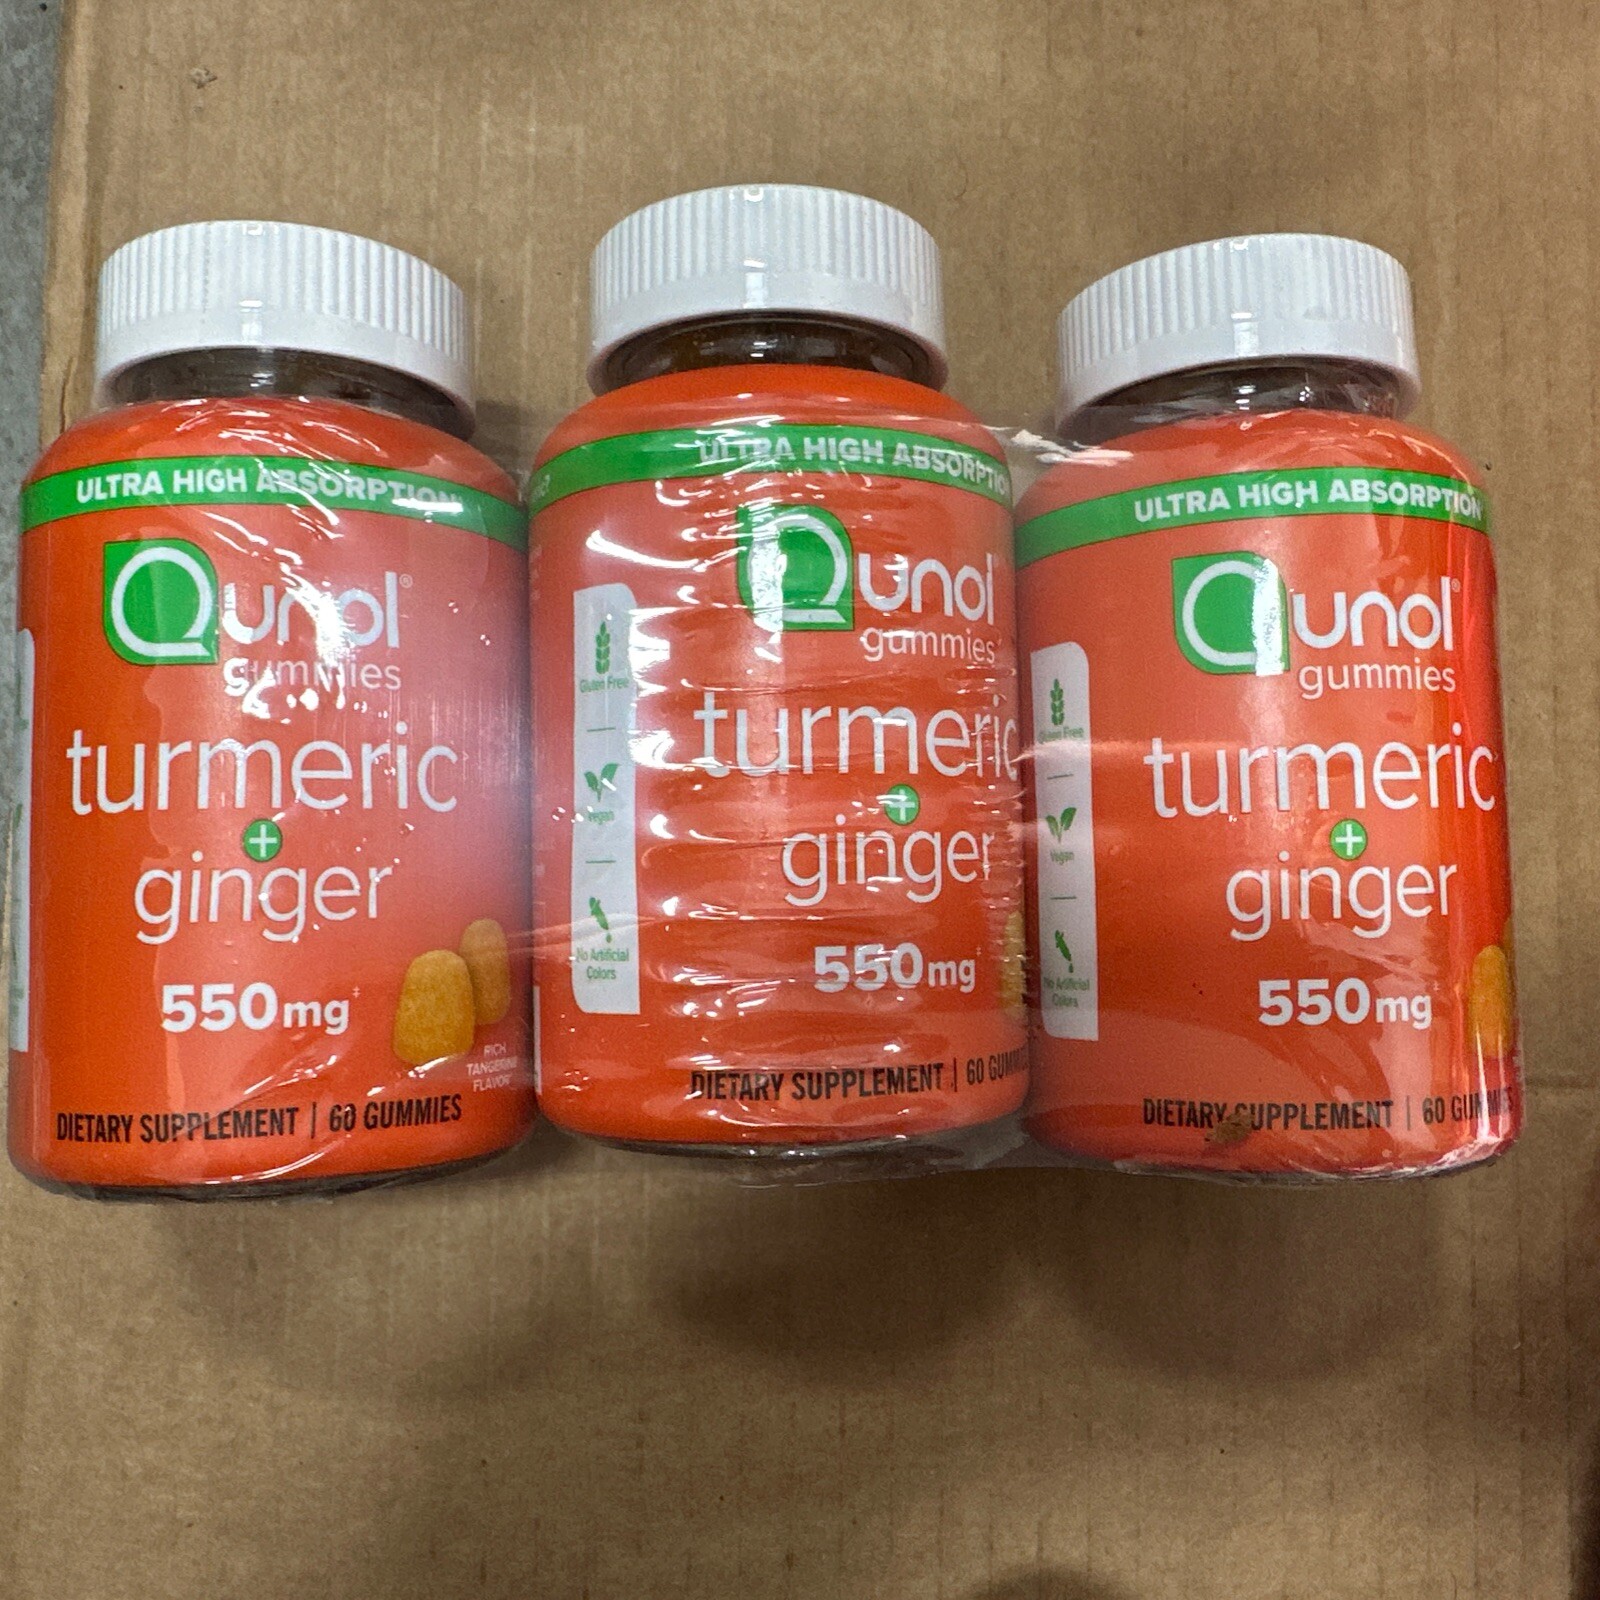 ULTRA HIGH ABSORPTION
Qunol®
gummies
turmeric
+
ginger
550mg‡
RICH
TANGERINE
FLAVOR
DIETARY SUPPLEMENT | 60 GUMMIES
ULTRA HIGH ABSORPTION
Qunol
gummies
Gluten Free
Vegan
No Artificial
Colors
turmeric
+
ginger
550mg
DIETARY SUPPLEMENT | 60 GUMMIES
ULTRA HIGH ABSORPTION
Qunol®
gummies
Gluten Free
Vegan
No Artificial
Colors
turmeric
+
ginger
550mg‡
DIETARY SUPPLEMENT | 60 GUMMIES